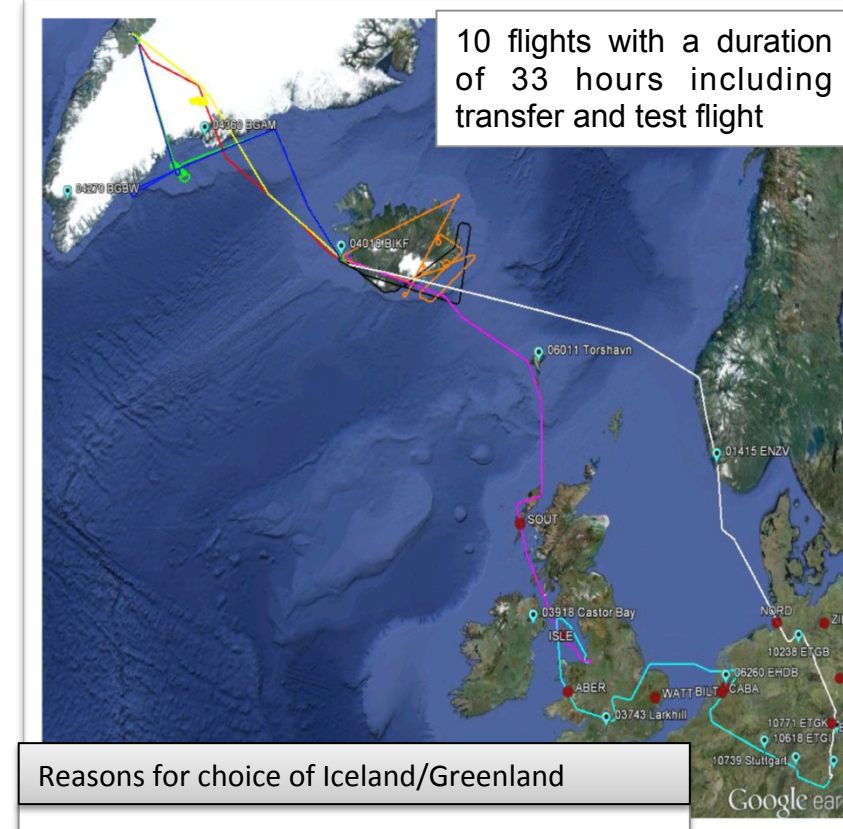 10 flights with a duration
of 33 hours including
transfer and test flight
04360 BGAM
04270 BGBW
04018 BIKF
06011 Torshavn
01415 ENZV
SOUT
03918 Castor Bay
ISLE
NORD
10238 ETGB
06260 EHDB
ABER
WATT
BILT
CABA
03743 Larkhill
10771 ETGK
10618 ETGI
10739 Stuttgart
Google ear
Reasons for choice of Iceland/Greenland